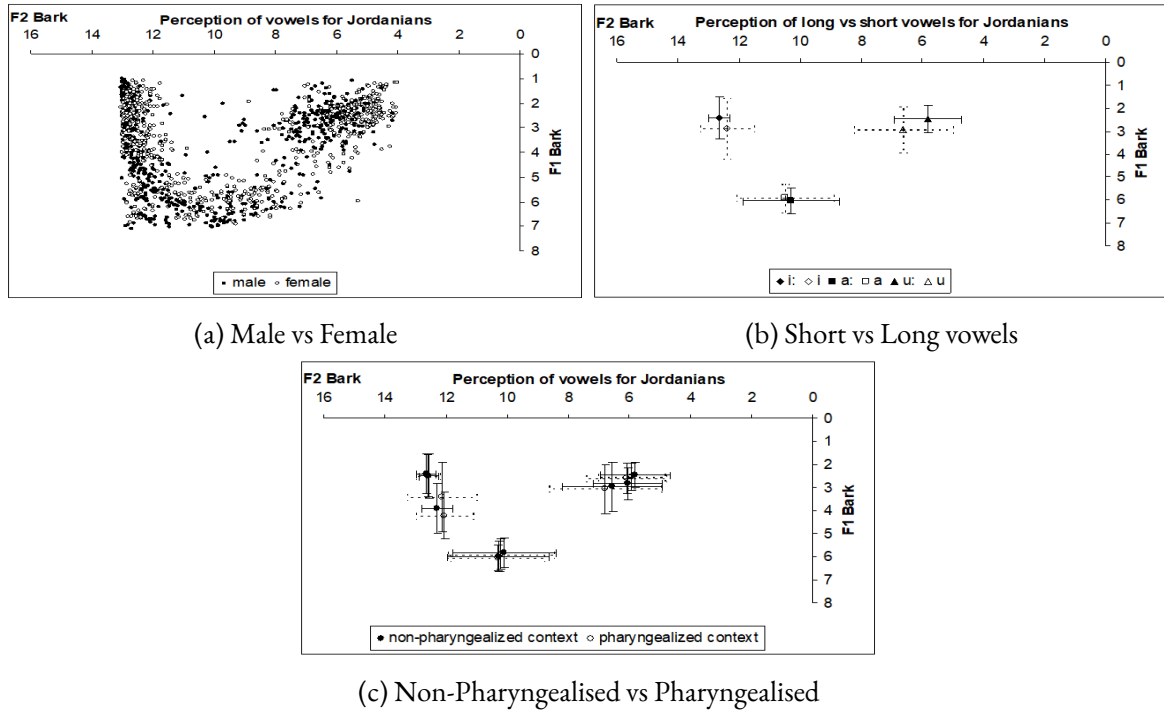 F2 Bark Perception of vowels for Jordanians
16 14 12 10 8 6 4 2 0
0
1
2
3
4
5
6
7
8
F1 Bark
male female
(a) Male vs Female
F2 Bark Perception of long vs short vowels for Jordanians
16 14 12 10 8 6 4 2 0
0
1
2
3
4
5
6
7
8
F1 Bark
i: i a: a u: u
(b) Short vs Long vowels
F2 Bark Perception of vowels for Jordanians
16 14 12 10 8 6 4 2 0
0
1
2
3
4
5
6
7
8
F1 Bark
non-pharyngealized context pharyngealized context
(c) Non-Pharyngealised vs Pharyngealised